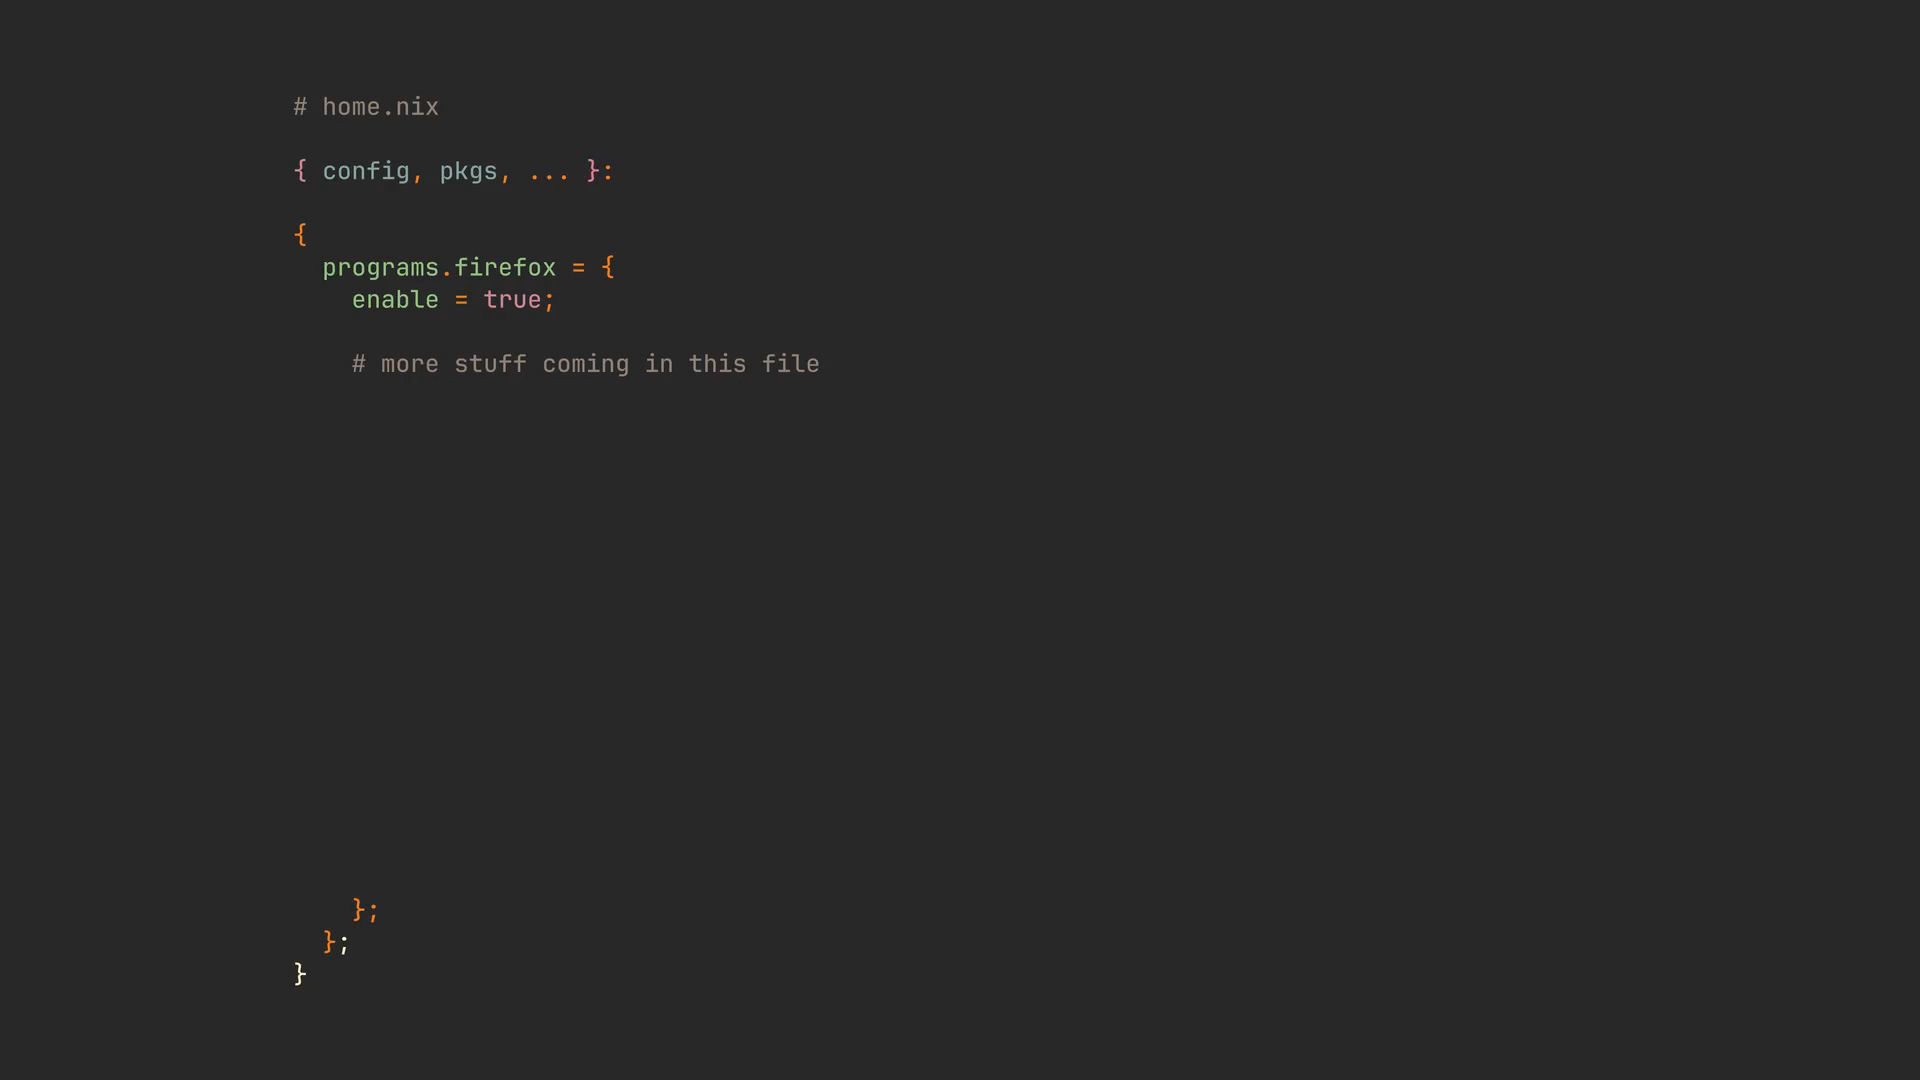 # home.nix
{ config, pkgs, ... }:
{
programs.firefox = {
enable = true;
# more stuff coming in this file
};
};
}